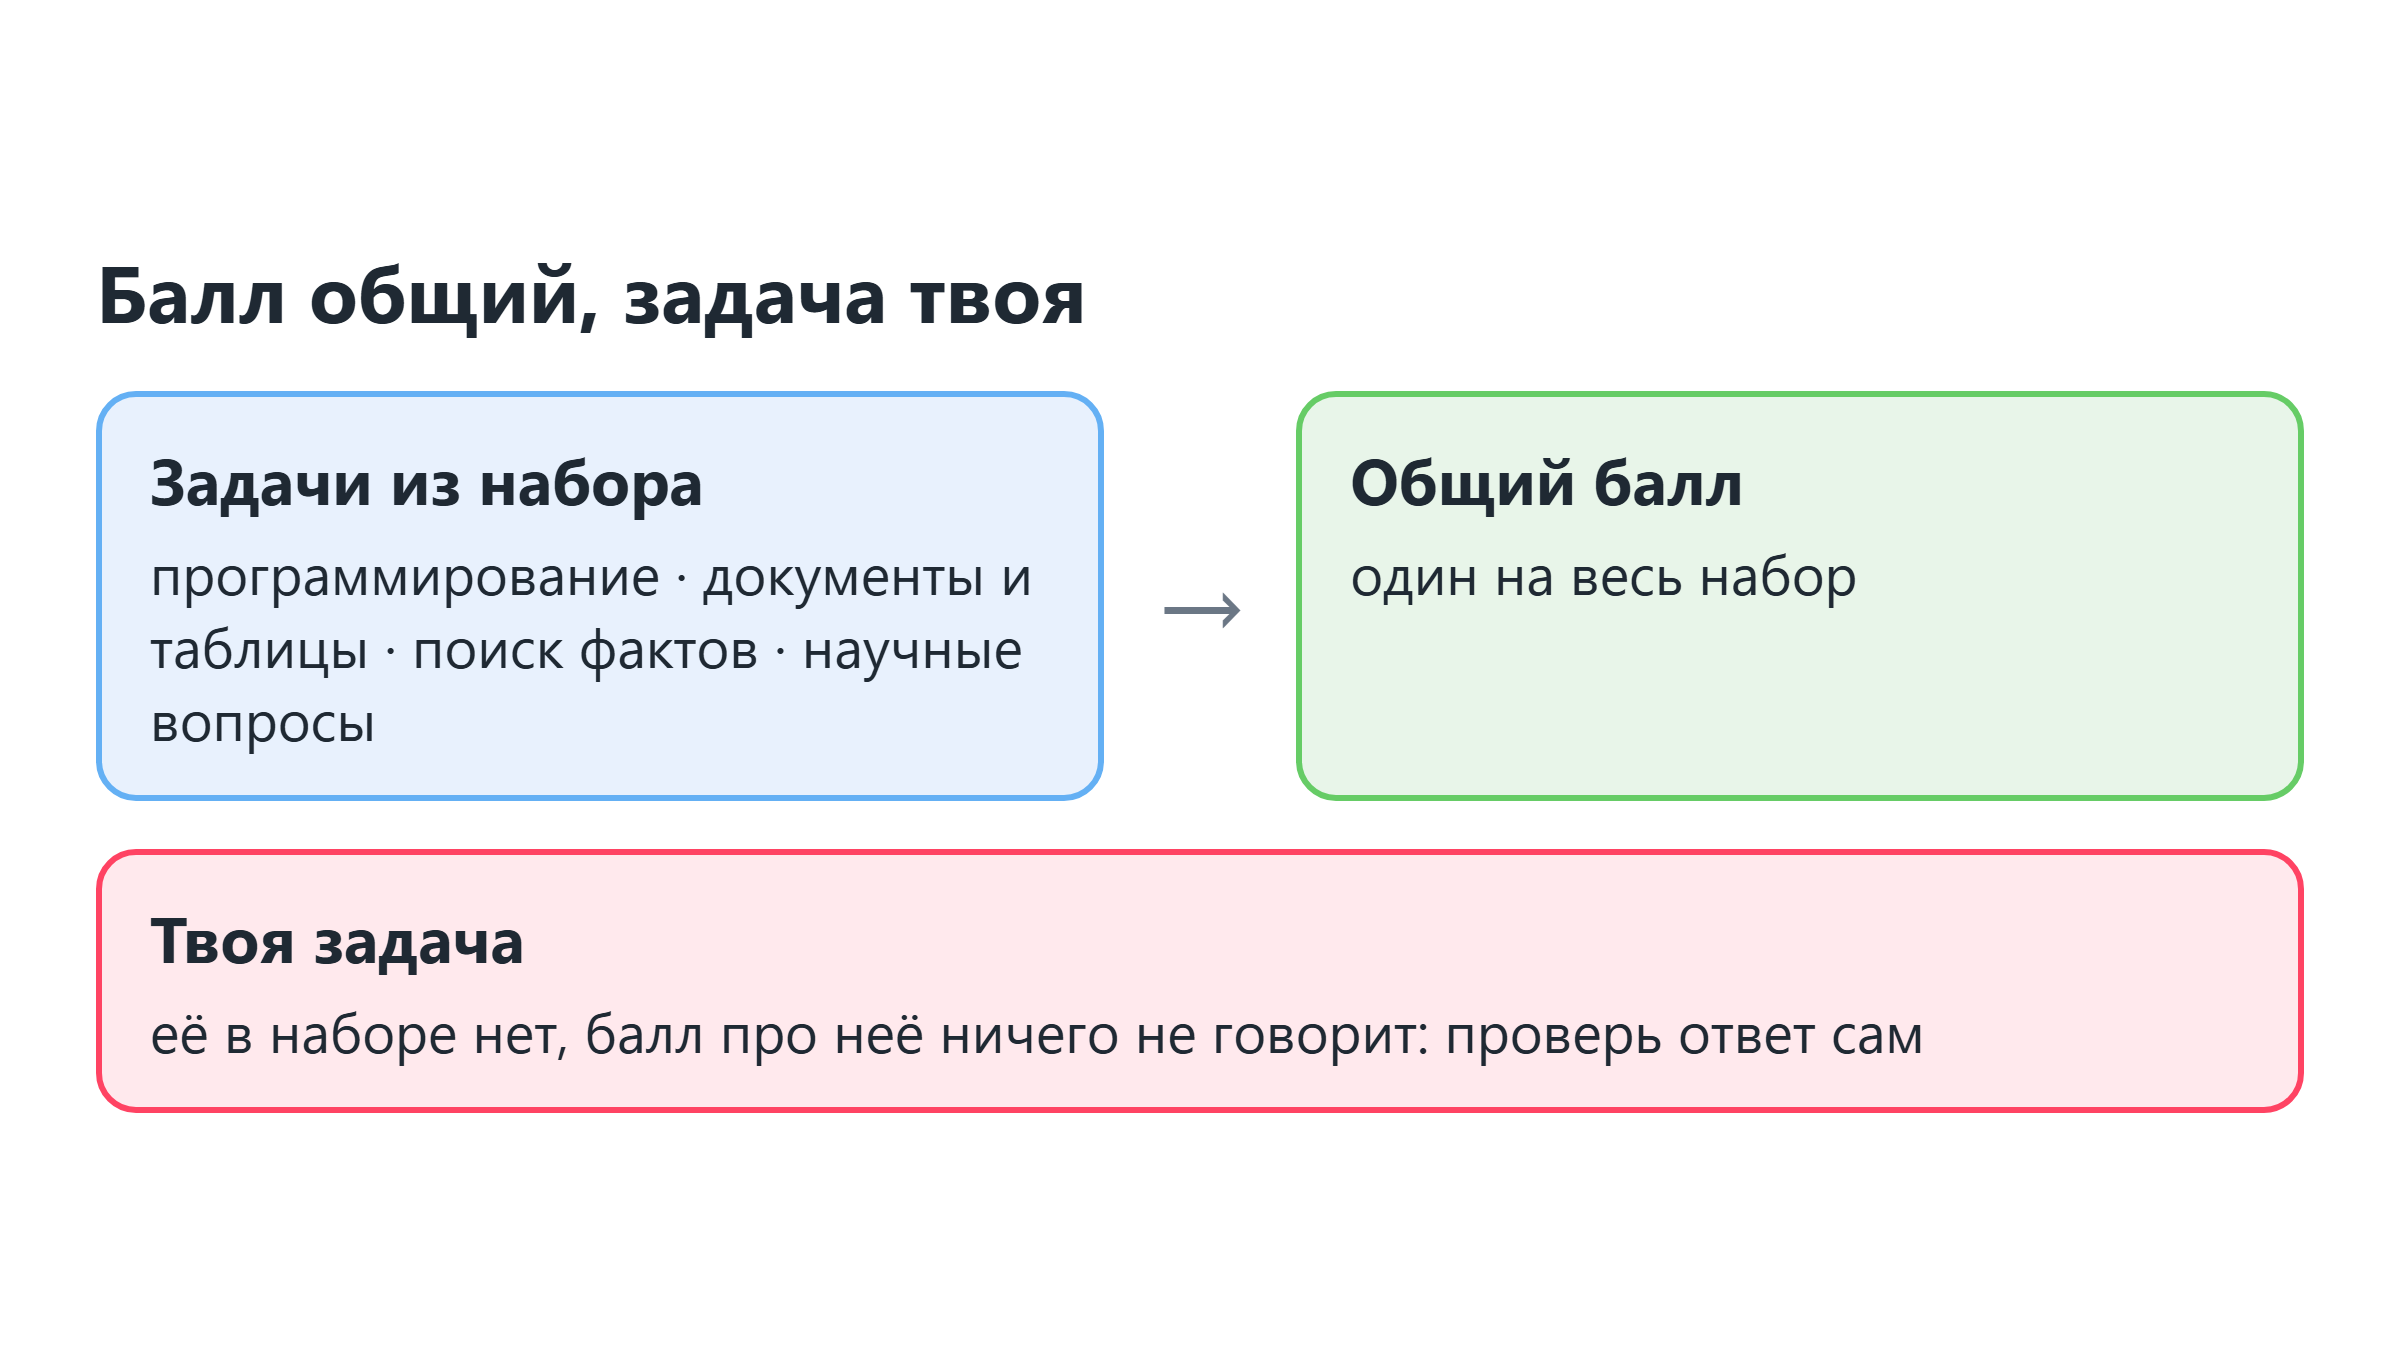 Балл общий, задача твоя
Задачи из набора
программирование · документы и
таблицы · поиск фактов · научные
вопросы
→
Общий балл
один на весь набор
Твоя задача
её в наборе нет, балл про неё ничего не говорит: проверь ответ сам